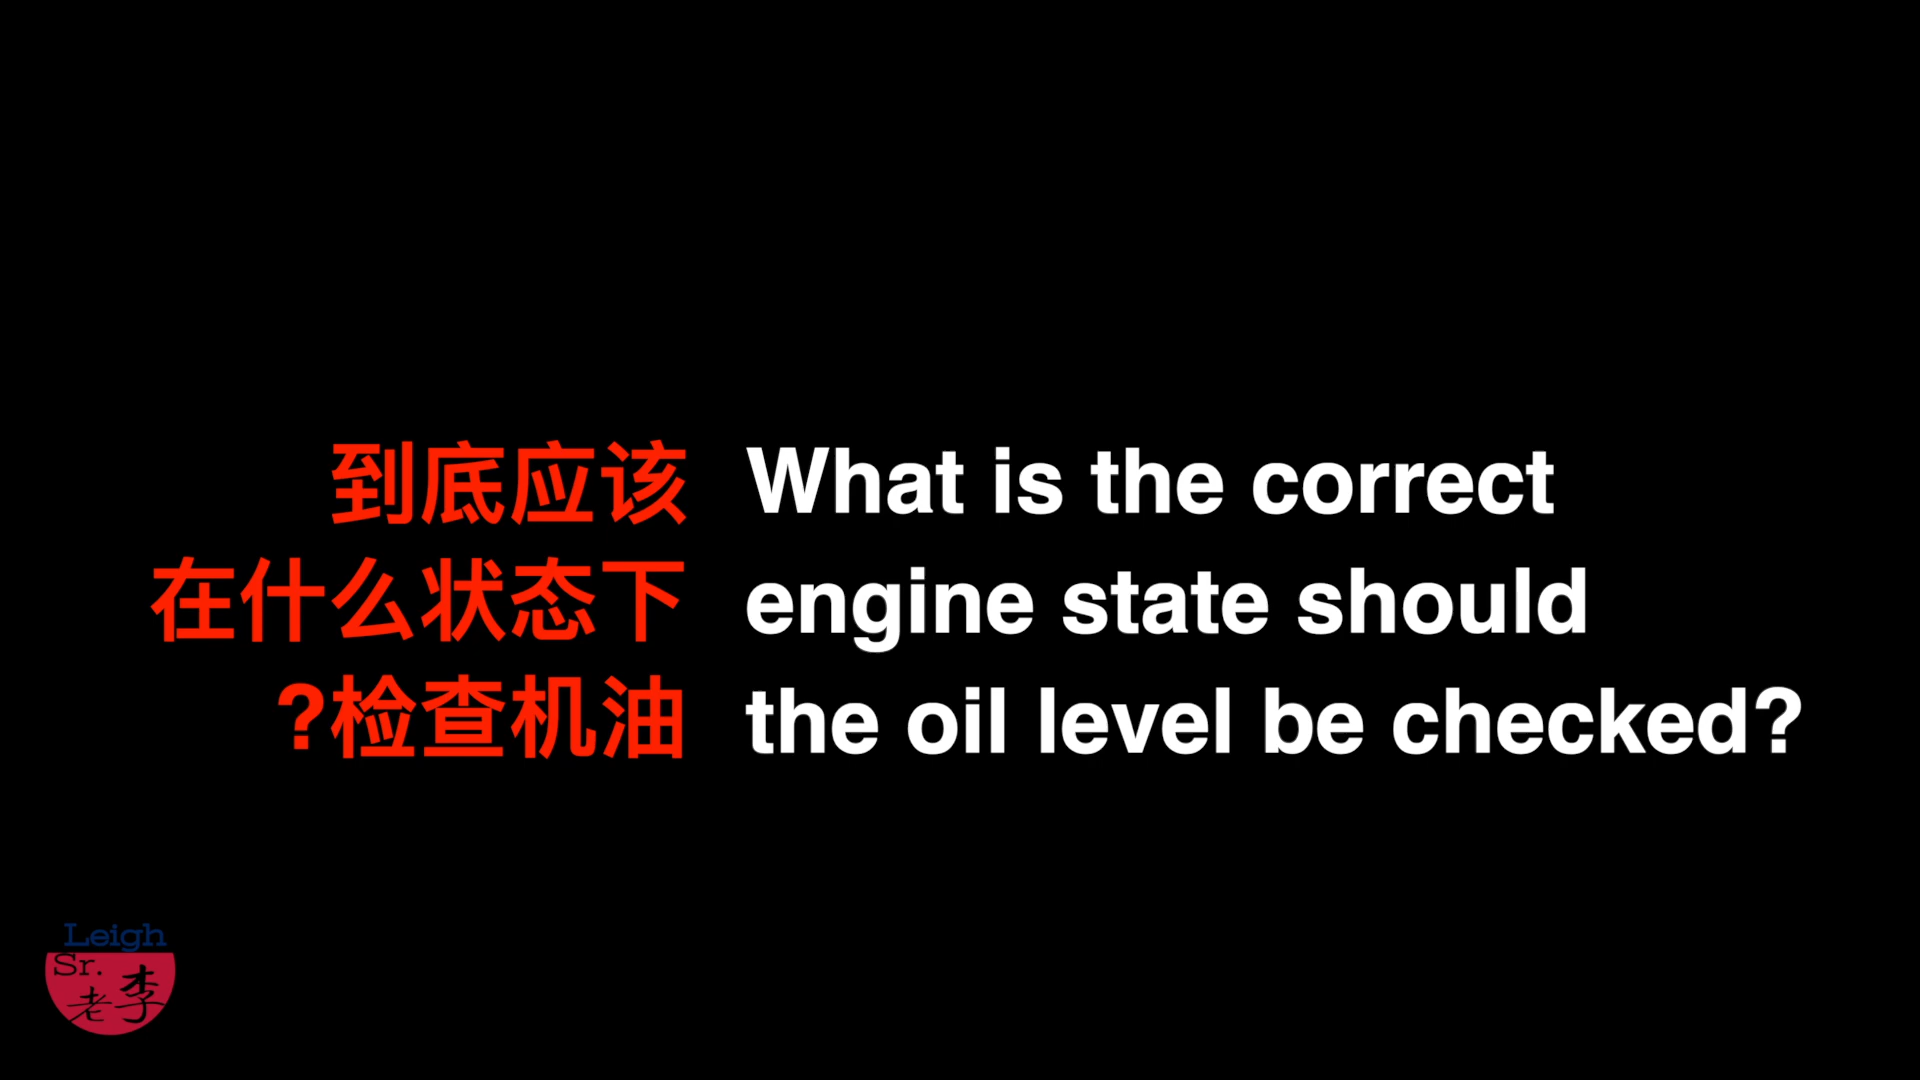 到底应该
在什么状态下
?检查机油
What is the correct
engine state should
the oil level be checked?
Leigh
Sr.
老李